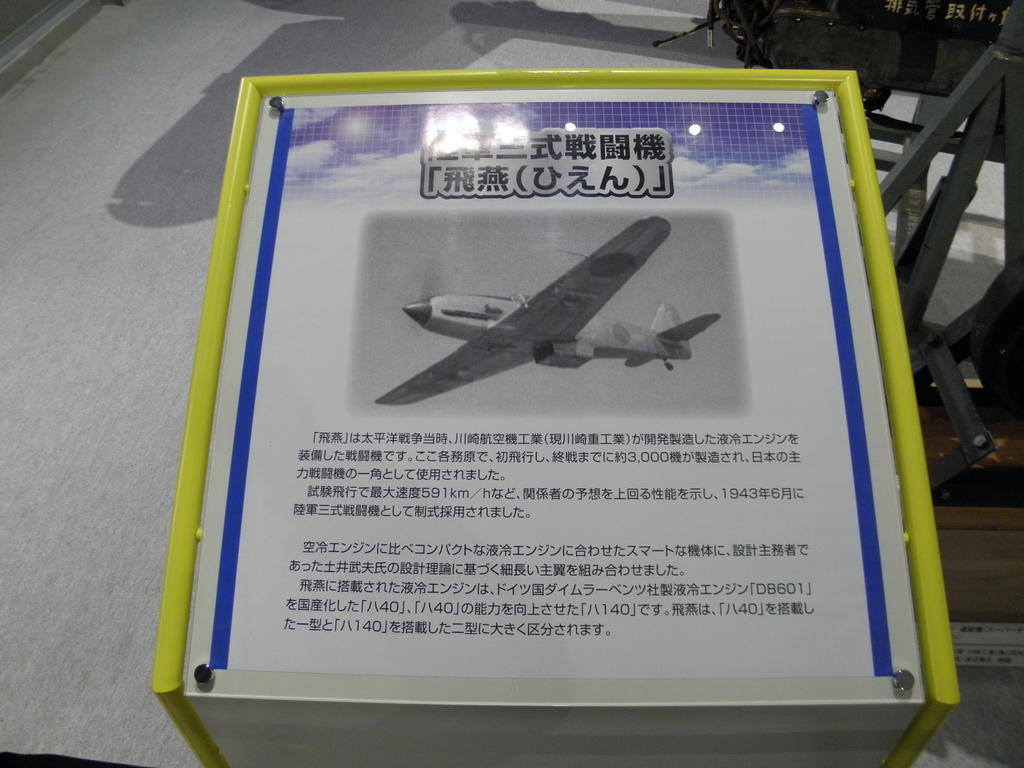 排気管取付
陸軍三式戦闘機
「飛燕(ひえん)」
「飛燕」は太平洋戦争当時、川崎航空機工業(現川崎重工業)が開発製造した液冷エンジンを
装備した戦闘機です。ここ各務原で、初飛行し、終戦までに約3,000機が製造され、日本の主
力戦闘機の一角として使用されました。
試験飛行で最大速度591km/hなど、関係者の予想を上回る性能を示し、1943年6月に
陸軍三式戦闘機として制式採用されました。
空冷エンジンに比べコンパクトな液冷エンジンに合わせたスマートな機体に、設計主務者で
あった土井武夫氏の設計理論に基づく細長い主翼を組み合わせました。
飛燕に搭載された液冷エンジンは、ドイツ国ダイムラーベンツ社製液冷エンジン「DB601」
を国産化した「ハ40」、「ハ40」の能力を向上させた「ハ140」です。飛燕は、「ハ40」を搭載し
た一型と「ハ140」を搭載した二型に大きく区分されます。